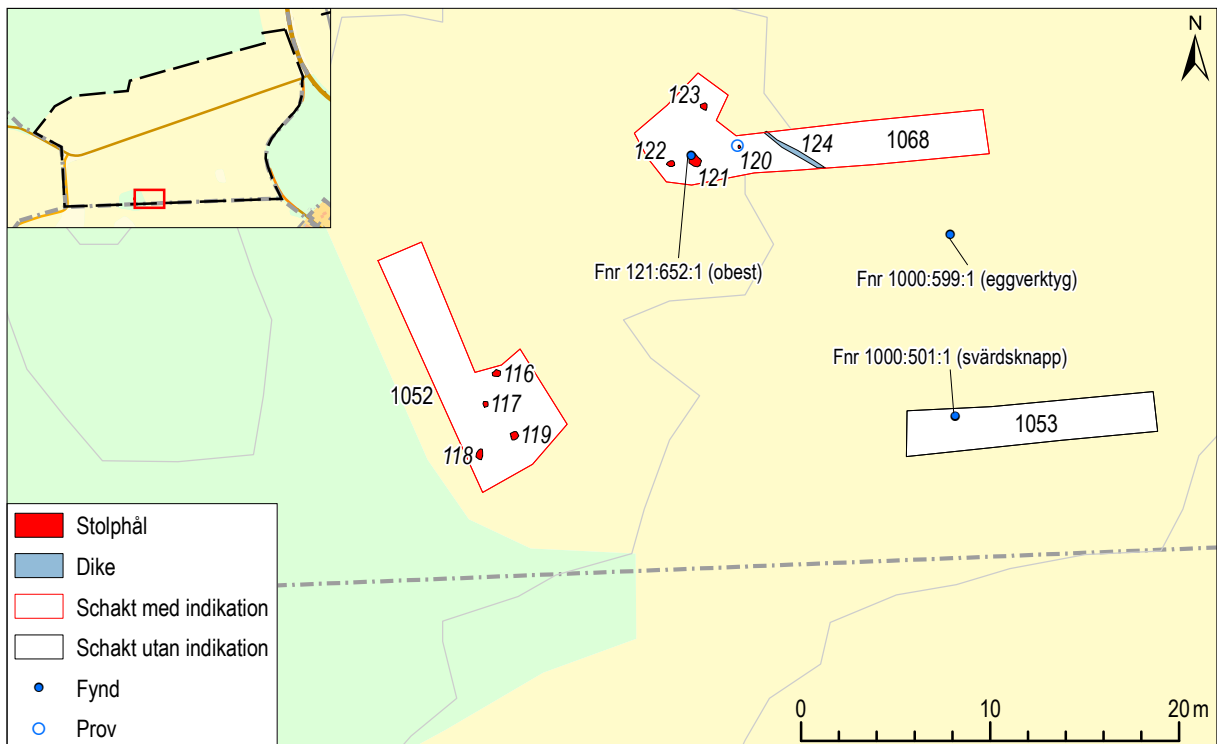 N
123
122
121
120
124
1068
Fnr 121:652:1 (obest)
Fnr 1000:599:1 (eggverktyg)
Fnr 1000:501:1 (svärdsknapp)
1052
116
117
119
118
1053
Stolphål
Dike
Schakt med indikation
Schakt utan indikation
Fynd
Prov
0 10 20 m